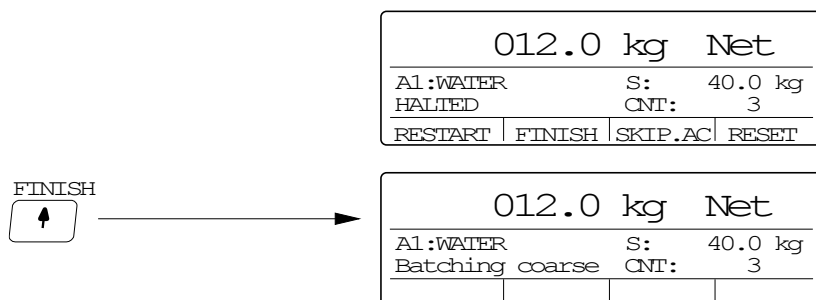 012.0 kg Net
A1:WATER S: 40.0 kg
HALTED CNT: 3
RESTART FINISH SKIP.AC RESET
FINISH
012.0 kg Net
A1:WATER S: 40.0 kg
Batching coarse CNT: 3